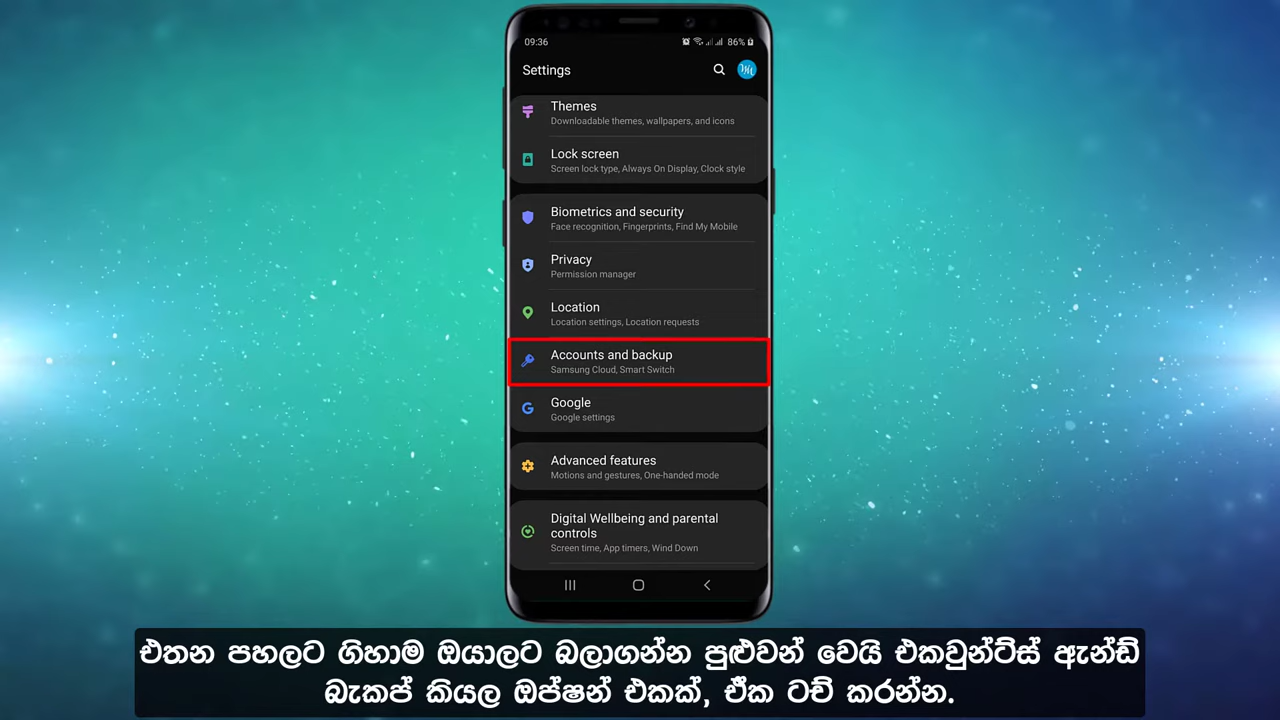 09:36
86%
Settings
Themes
Downloadable themes, wallpapers, and icons
Lock screen
Screen lock type, Always On Display, Clock style
Biometrics and security
Face recognition, Fingerprints, Find My Mobile
Privacy
Permission manager
Location
Location settings, Location requests
Accounts and backup
Samsung Cloud, Smart Switch
Google
Google settings
Advanced features
Motions and gestures, One-handed mode
Digital Wellbeing and parental
controls
Screen time, App timers, Wind Down
එතන පහලට ගිහාම ඔයාලට බලාගන්න පුළුවන් වෙයි එකවුන්ට්ස් ඇන්ඩ්
බැකප් කියල ඔප්ෂන් එකක්, ඒක ටච් කරන්න.